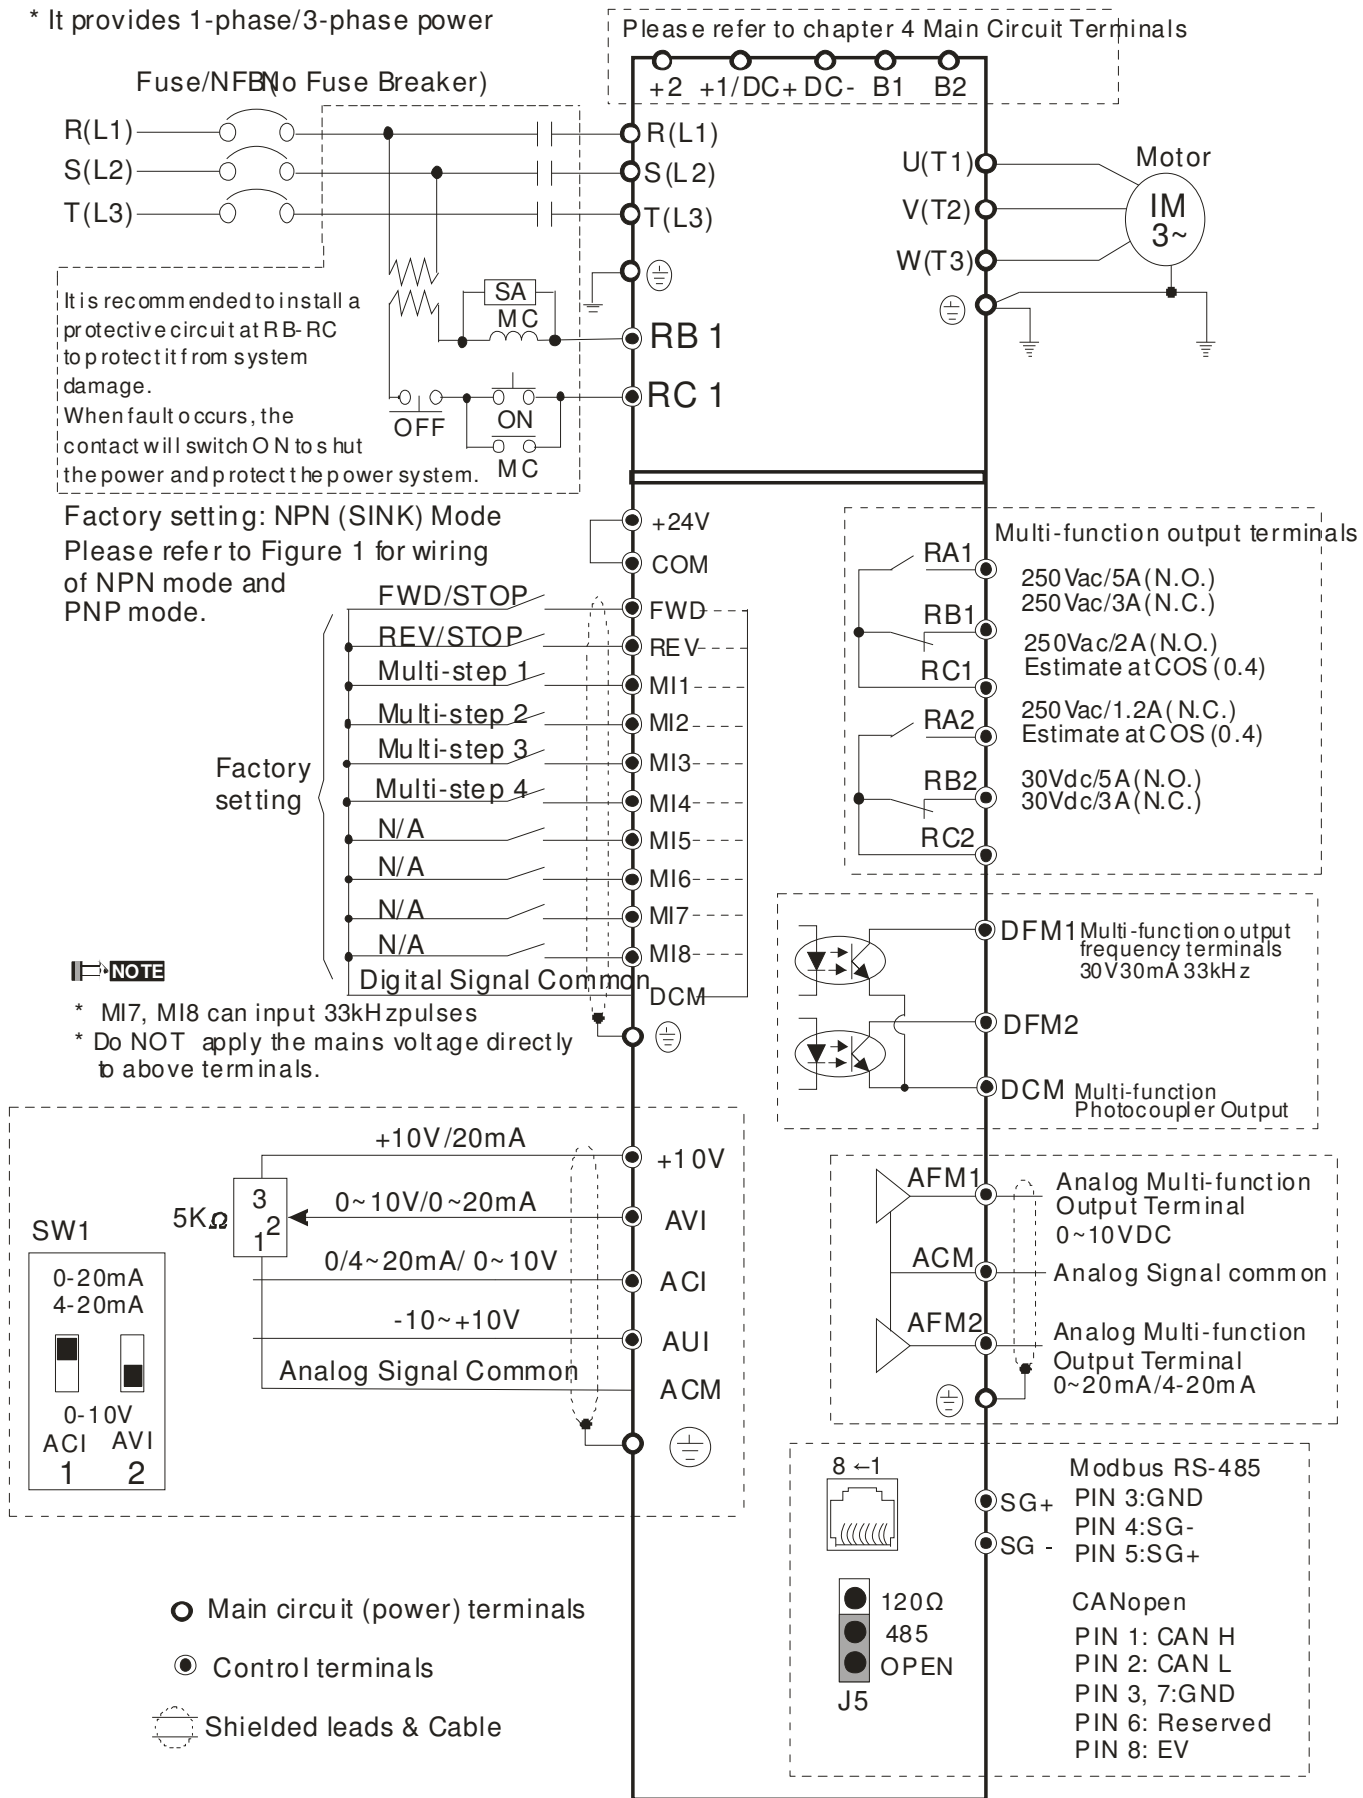 * It provides 1-phase/3-phase power
Please refer to chapter 4 Main Circuit Terminals
+2 +1/DC+ DC- B1 B2
Fuse/NFB(No Fuse Breaker)
R(L1)
S(L2)
T(L3)
R(L1)
S(L2)
T(L3)
U(T1)
V(T2)
W(T3)
Motor
IM
3~
It is recommended to install a
protective circuit at RB-RC
to protect it from system
damage.
When fault occurs, the
contact will switch ON to shut
the power and protect the power system.
SA
MC
RB 1
RC 1
OFF
ON
MC
Factory setting: NPN (SINK) Mode
Please refer to Figure 1 for wiring
of NPN mode and
PNP mode.
+24V
COM
FWD/STOP
FWD
REV/STOP
REV
Multi-step 1
MI1
Multi-step 2
MI2
Multi-step 3
MI3
Multi-step 4
MI4
N/A
MI5
N/A
MI6
N/A
MI7
N/A
MI8
Factory
setting
Digital Signal Common
DCM
NOTE
* MI7, MI8 can input 33kHz pulses
* Do NOT apply the mains voltage directly
to above terminals.
Multi-function output terminals
RA1
RB1
RC1
RA2
RB2
RC2
250Vac/5A (N.O.)
250Vac/3A (N.C.)
250Vac/2A (N.O.)
Estimate at COS (0.4)
250Vac/1.2A (N.C.)
Estimate at COS (0.4)
30Vdc/5A (N.O.)
30Vdc/3A (N.C.)
DFM1 Multi-function output
frequency terminals
30V30mA 33kHz
DFM2
DCM Multi-function
Photocoupler Output
+10V/20mA
+10V
5KΩ
3
2
1
0~10V/0~20mA
AVI
0/4~20mA/ 0~10V
ACI
-10~+10V
AUI
Analog Signal Common
ACM
SW1
0-20mA
4-20mA
0-10V
ACI AVI
1 2
AFM1
Analog Multi-function
Output Terminal
0~10VDC
ACM
Analog Signal common
AFM2
Analog Multi-function
Output Terminal
0~20mA/4-20mA
8 ←1
SG+
SG -
Modbus RS-485
PIN 3:GND
PIN 4:SG-
PIN 5:SG+
120Ω
485
OPEN
J5
CANopen
PIN 1: CAN H
PIN 2: CAN L
PIN 3, 7:GND
PIN 6: Reserved
PIN 8: EV
Main circuit (power) terminals
Control terminals
Shielded leads & Cable